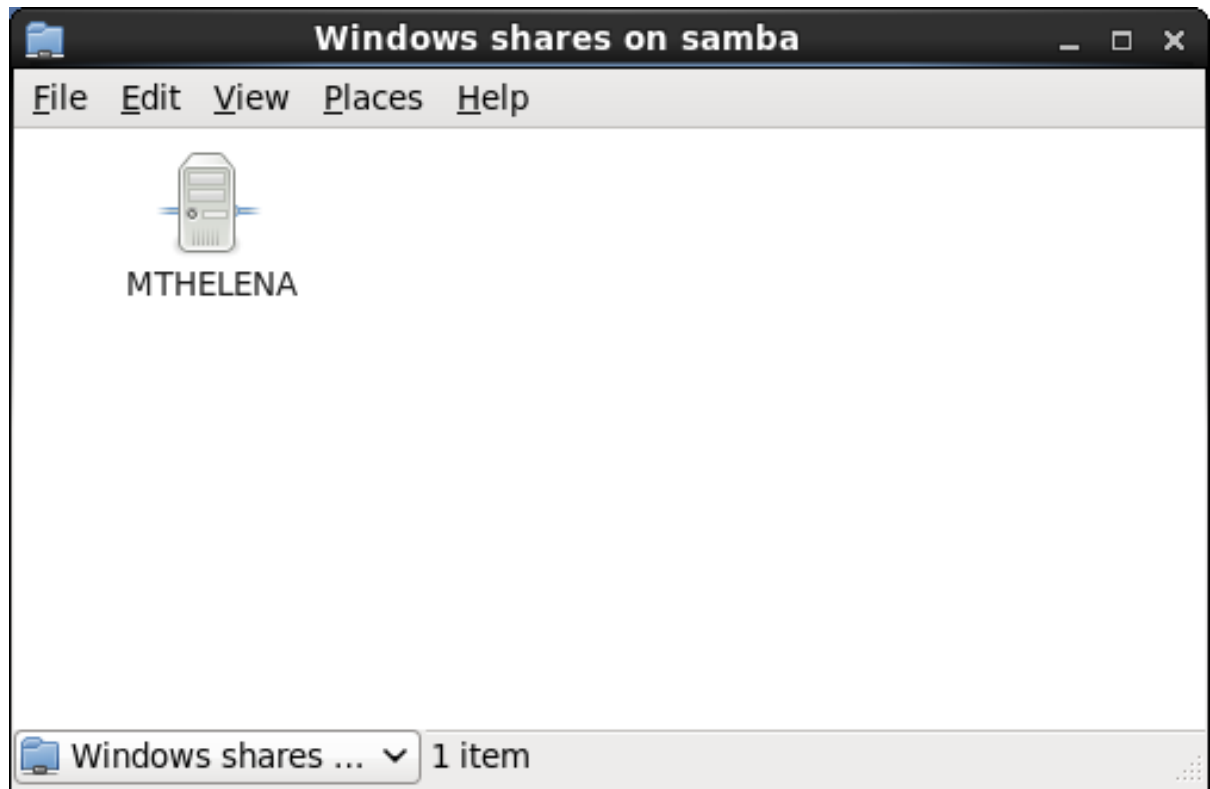 Windows shares on samba
File Edit View Places Help
MTHELENA
Windows shares ... 1 item